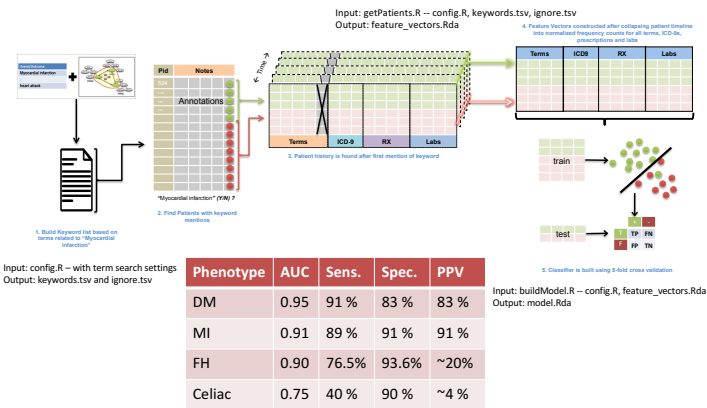 Input: getPatients.R -- config.R, keywords.tsv, ignore.tsv
Output: feature_vectors.Rda
4. Feature Vectors constructed after collapsing patient timeline
into normalized frequency counts for all terms, ICD-9s,
prescriptions and labs
Myocardial infarction
heart attack
+
Pid Notes
Annotations
Time
Terms ICD-9 RX Labs
3. Patient history is found after first mention of keyword
Terms ICD9 RX Labs
"Myocardial infarction" (Y/N) ?
2. Find Patients with keyword
mentions
1. Build Keyword list based on
terms related to "Myocardial
infarction"
train
test
+ -
T TP FN
F FP TN
5. Classifier is built using 5-fold cross validation
Input: config.R – with term search settings
Output: keywords.tsv and ignore.tsv
Input: buildModel.R -- config.R, feature_vectors.Rda
Output: model.Rda
Phenotype AUC Sens. Spec. PPV
DM 0.95 91 % 83 % 83 %
MI 0.91 89 % 91 % 91 %
FH 0.90 76.5% 93.6% ~20%
Celiac 0.75 40 % 90 % ~4 %